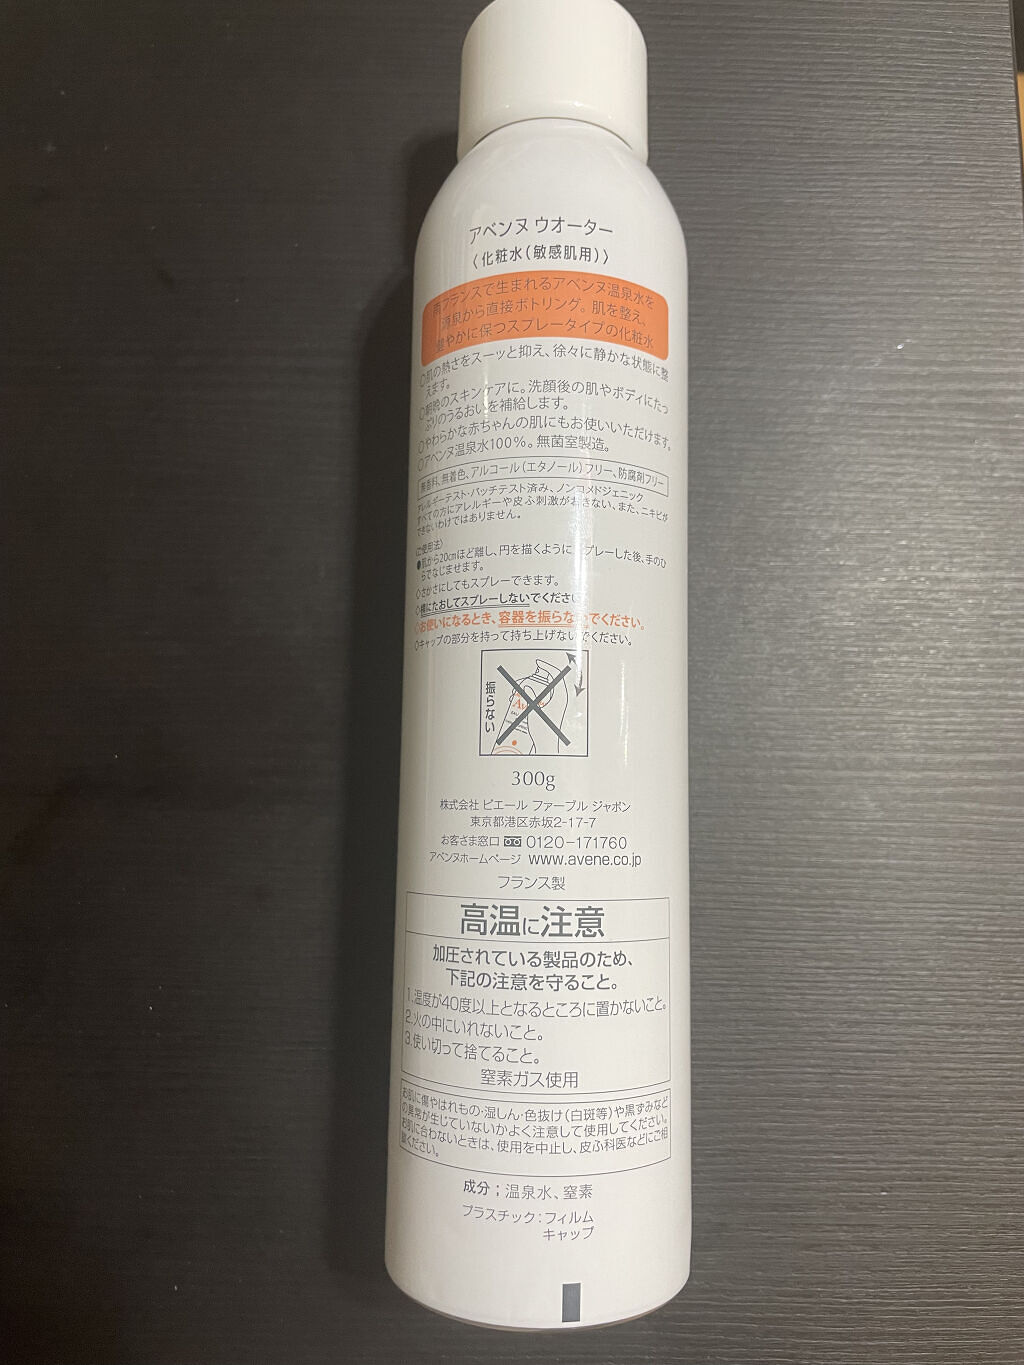 アベンヌ ウオーター
〈化粧水(敏感肌用)〉
南フランスで生まれるアベンヌ温泉水を
源泉から直接ボトリング。肌を整え、
健やかに保つスプレータイプの化粧水
◇肌の熱さをスーッと抑え、徐々に静かな状態に整
えます。
◇朝晩のスキンケアに。洗顔後の肌やボディにたっ
ぷりのうるおいを補給します。
◇やわらかな赤ちゃんの肌にもお使いいただけます。
◇アベンヌ温泉水100%。無菌室製造。
無香料、無着色、アルコール(エタノール)フリー、防腐剤フリー
アレルギーテスト・パッチテスト済み、ノンコメドジェニック
すべての方にアレルギーや皮ふ刺激がおきない、また、ニキビが
できないわけではありません。
〈ご使用法〉
●肌から20cmほど離し、円を描くようにスプレーした後、手のひ
らでなじませます。
◇さかさにしてもスプレーできます。
◇横にたおしてスプレーしないでください。
◇お使いになるとき、容器を振らないでください。
◇キャップの部分を持って持ち上げないでください。
振らない
300g
株式会社 ピエール ファーブル ジャポン
東京都港区赤坂2-17-7
お客さま窓口 0120-171760
アベンヌホームページ www.avene.co.jp
フランス製
高温に注意
加圧されている製品のため、
下記の注意を守ること。
1.温度が40度以上となるところに置かないこと。
2.火の中にいれないこと。
3.使い切って捨てること。
窒素ガス使用
お肌に傷やはれもの・湿しん・色抜け(白斑等)や黒ずみなど
の異常が生じていないかよく注意して使用してください。
お肌に合わないときは、使用を中止し、皮ふ科医などにご相
談ください。
成分；温泉水、窒素
プラスチック：フィルム
キャップ